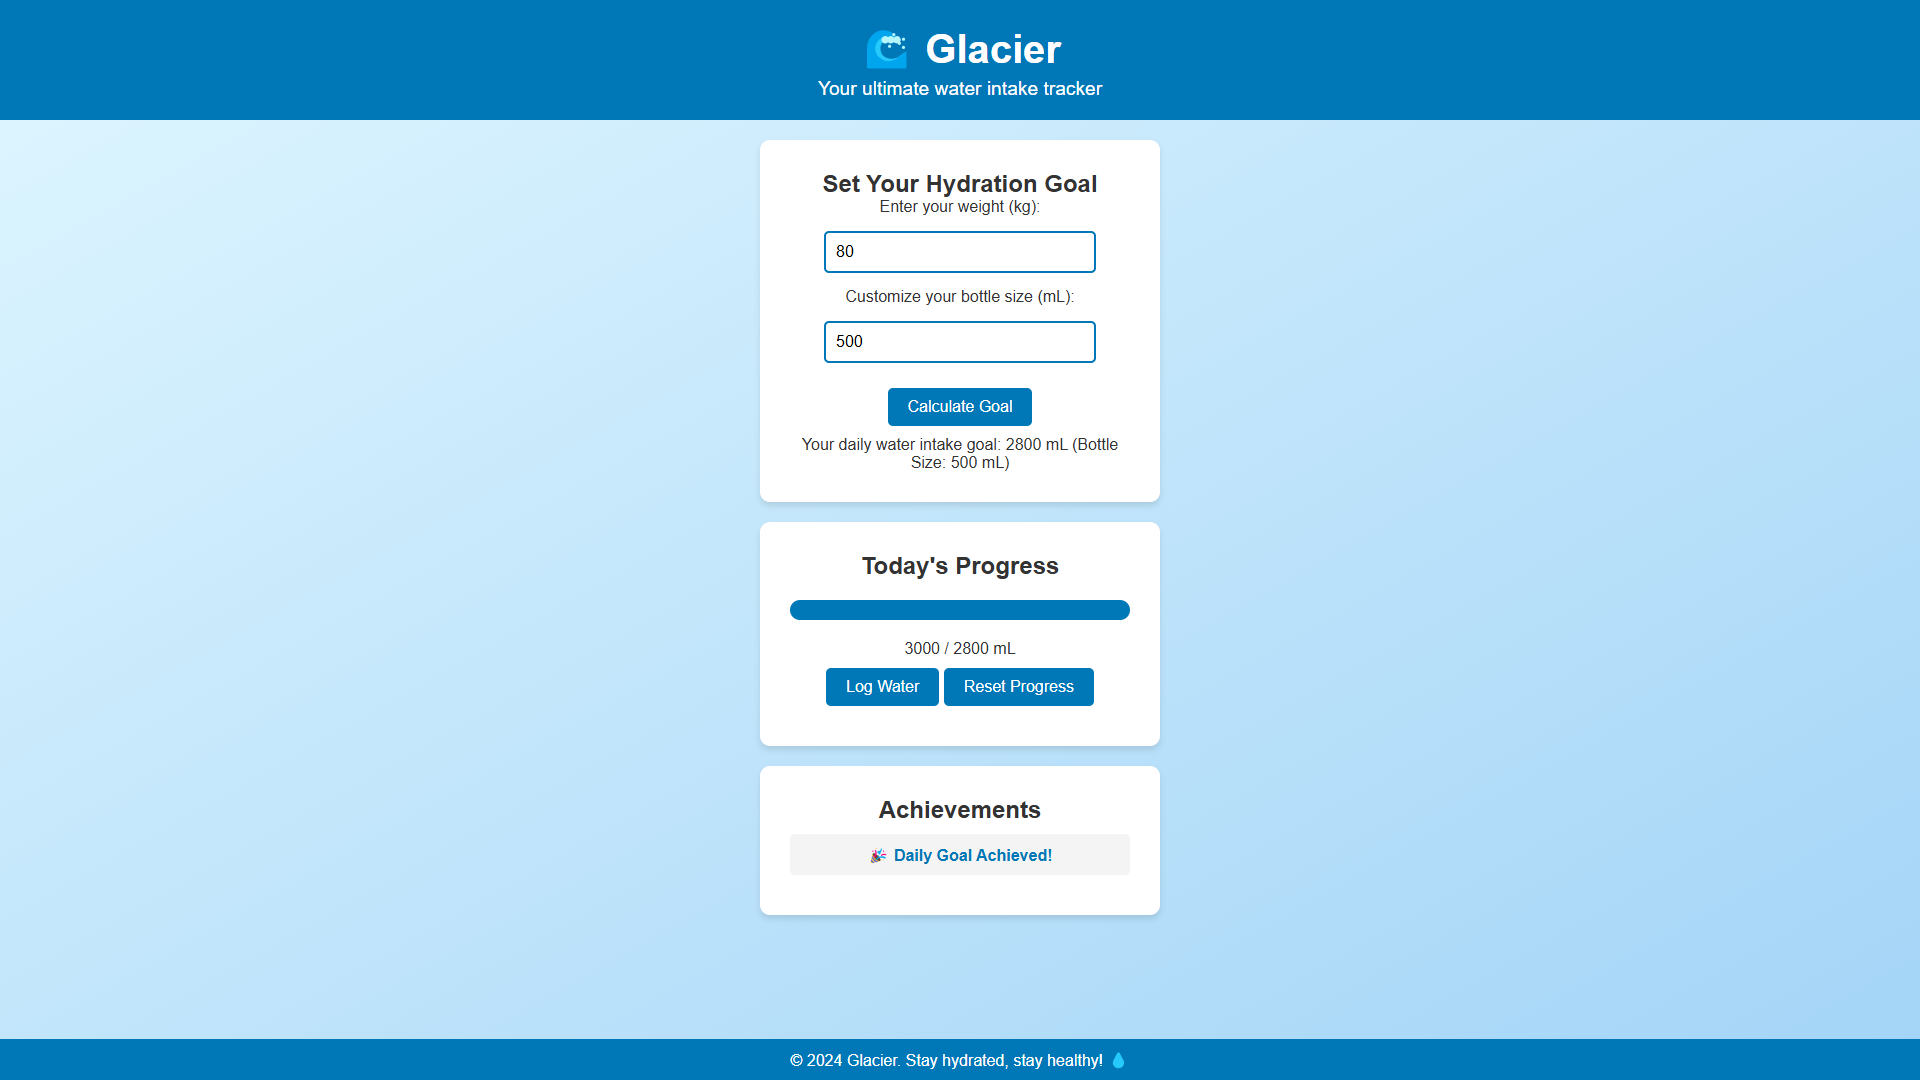 🌊 Glacier
Your ultimate water intake tracker
Set Your Hydration Goal
Enter your weight (kg):
80
Customize your bottle size (mL):
500
Calculate Goal
Your daily water intake goal: 2800 mL (Bottle
Size: 500 mL)
Today's Progress
3000 / 2800 mL
Log Water Reset Progress
Achievements
🎉 Daily Goal Achieved!
© 2024 Glacier. Stay hydrated, stay healthy! 💧